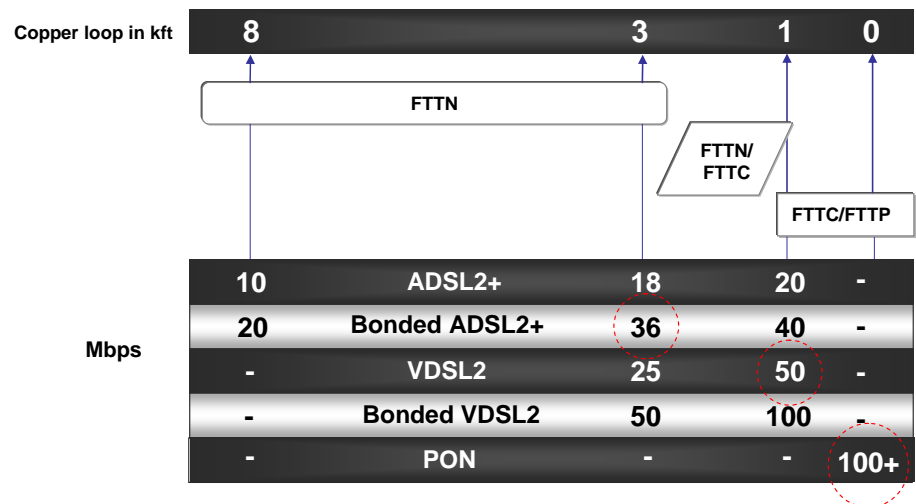 Copper loop in kft 8 3 1 0
FTTN
FTTN/
FTTC
FTTC/FTTP
10 ADSL2+ 18 20 -
20 Bonded ADSL2+ 36 40 -
Mbps
- VDSL2 25 50 -
- Bonded VDSL2 50 100 -
- PON - - 100+